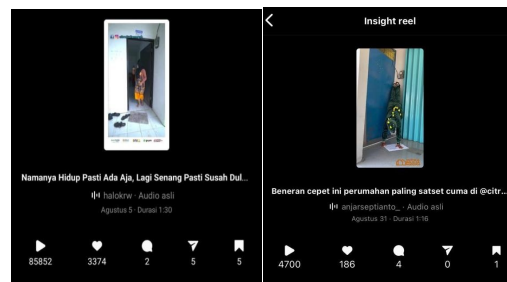 Namanya Hidup Pasti Ada Aja, Lagi Senang Pasti Susah Dul...
halokrw · Audio asli
Agustus 5 · Durasi 1:30
85852 3374 2 5 5
Insight reel
Beneran cepet ini perumahan paling satset cuma di @citr...
anjarseptianto_ · Audio asli
Agustus 31 · Durasi 1:16
4700 186 4 0 1